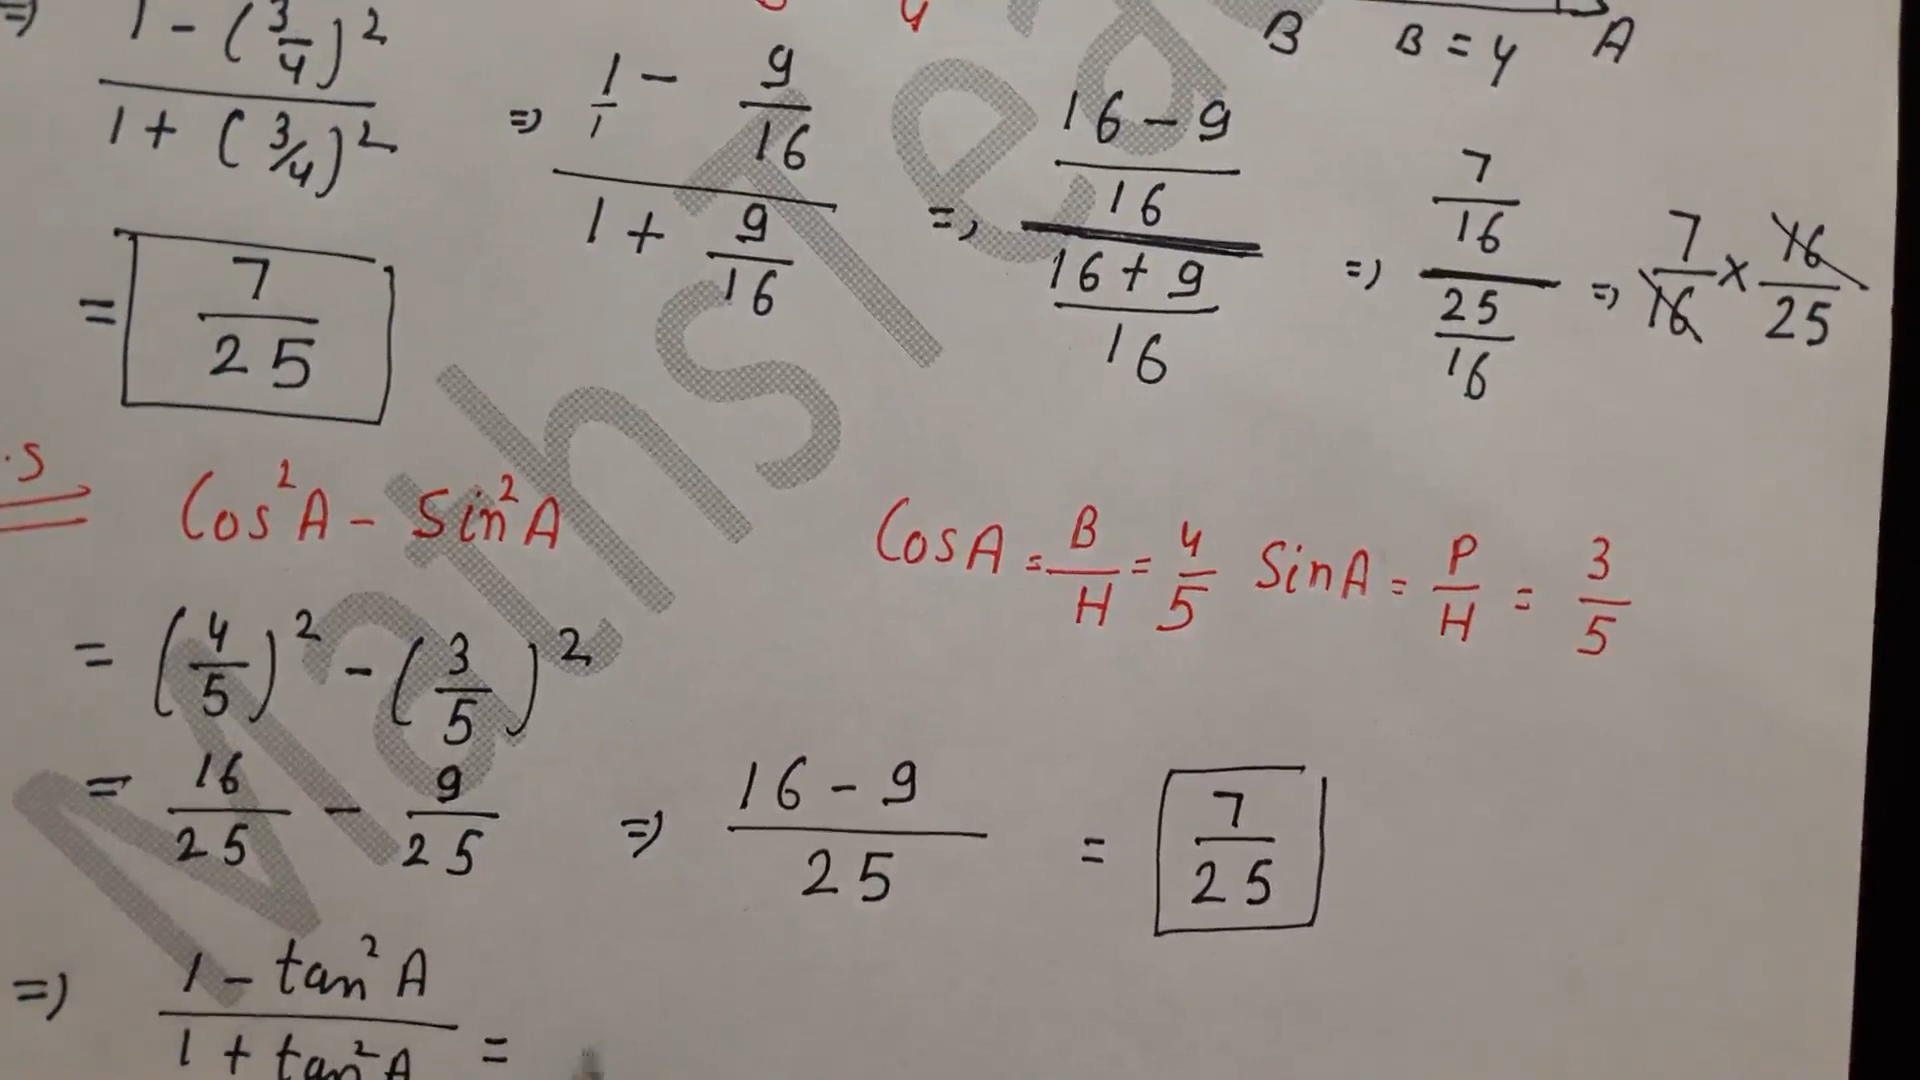 => 1 - (3/4)² / 1 + (3/4)² => 1/1 - 9/16 / 1 + 9/16 => 16 - 9 / 16 / 16 + 9 / 16 => 7/16 / 25/16 => 7/16 × 16/25
= 7/25
B B = 4 A
4
.S Cos²A - Sin²A
CosA = B/H = 4/5 SinA = P/H = 3/5
= (4/5)² - (3/5)²
= 16/25 - 9/25 => 16 - 9 / 25 = 7/25
=> 1 - tan²A / 1 + tan²A =
Maths Tea